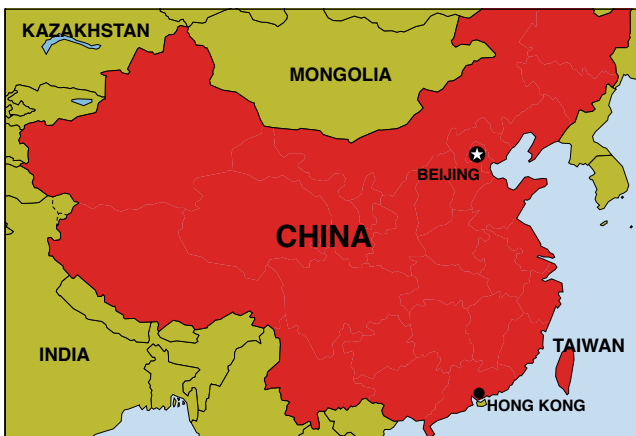 KAZAKHSTAN
MONGOLIA
BEIJING
CHINA
INDIA
TAIWAN
HONG KONG